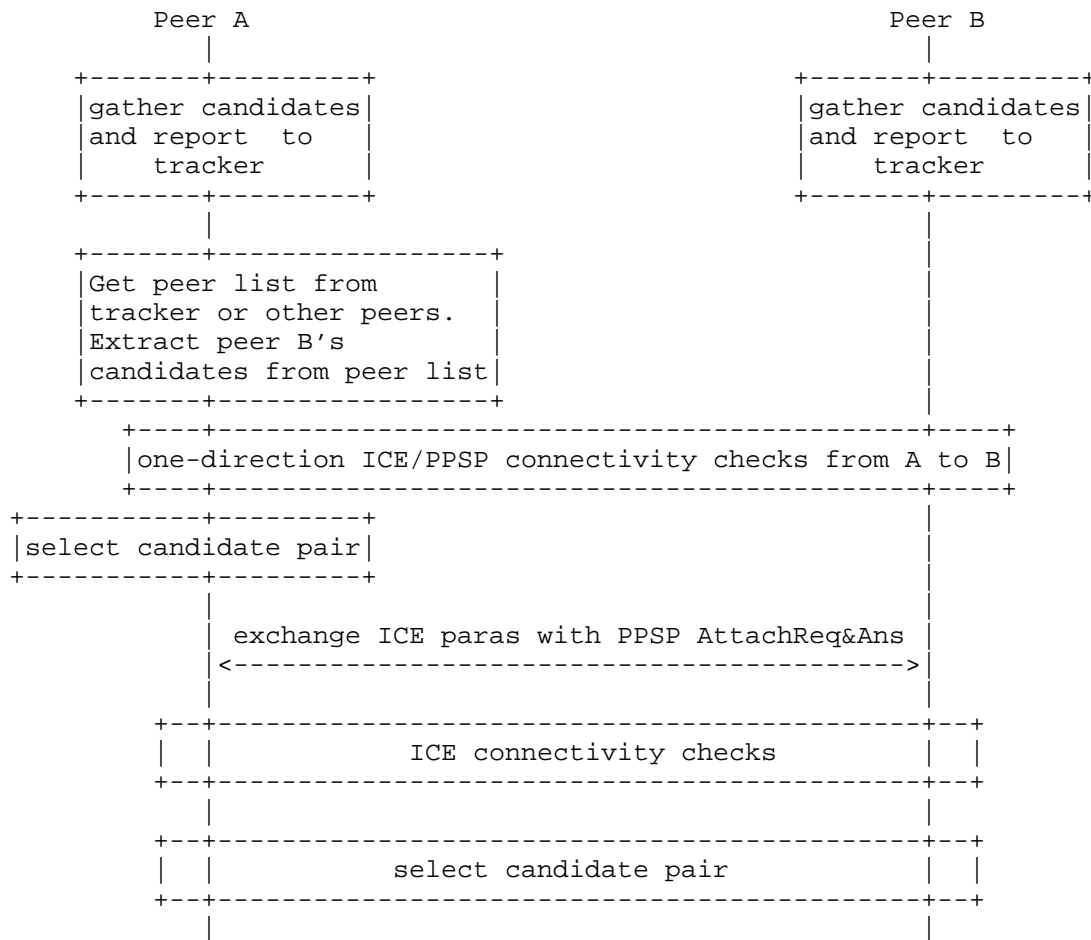 Peer A Peer B
gather candidates gather candidates
and report to and report to
tracker tracker
Get peer list from
tracker or other peers.
Extract peer B's
candidates from peer list
one-direction ICE/PPSP connectivity checks from A to B
select candidate pair
exchange ICE paras with PPSP AttachReq&Ans
ICE connectivity checks
select candidate pair